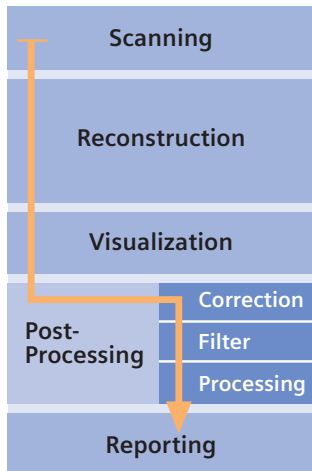 Scanning
Reconstruction
Visualization
Post-
Processing
Correction
Filter
Processing
Reporting